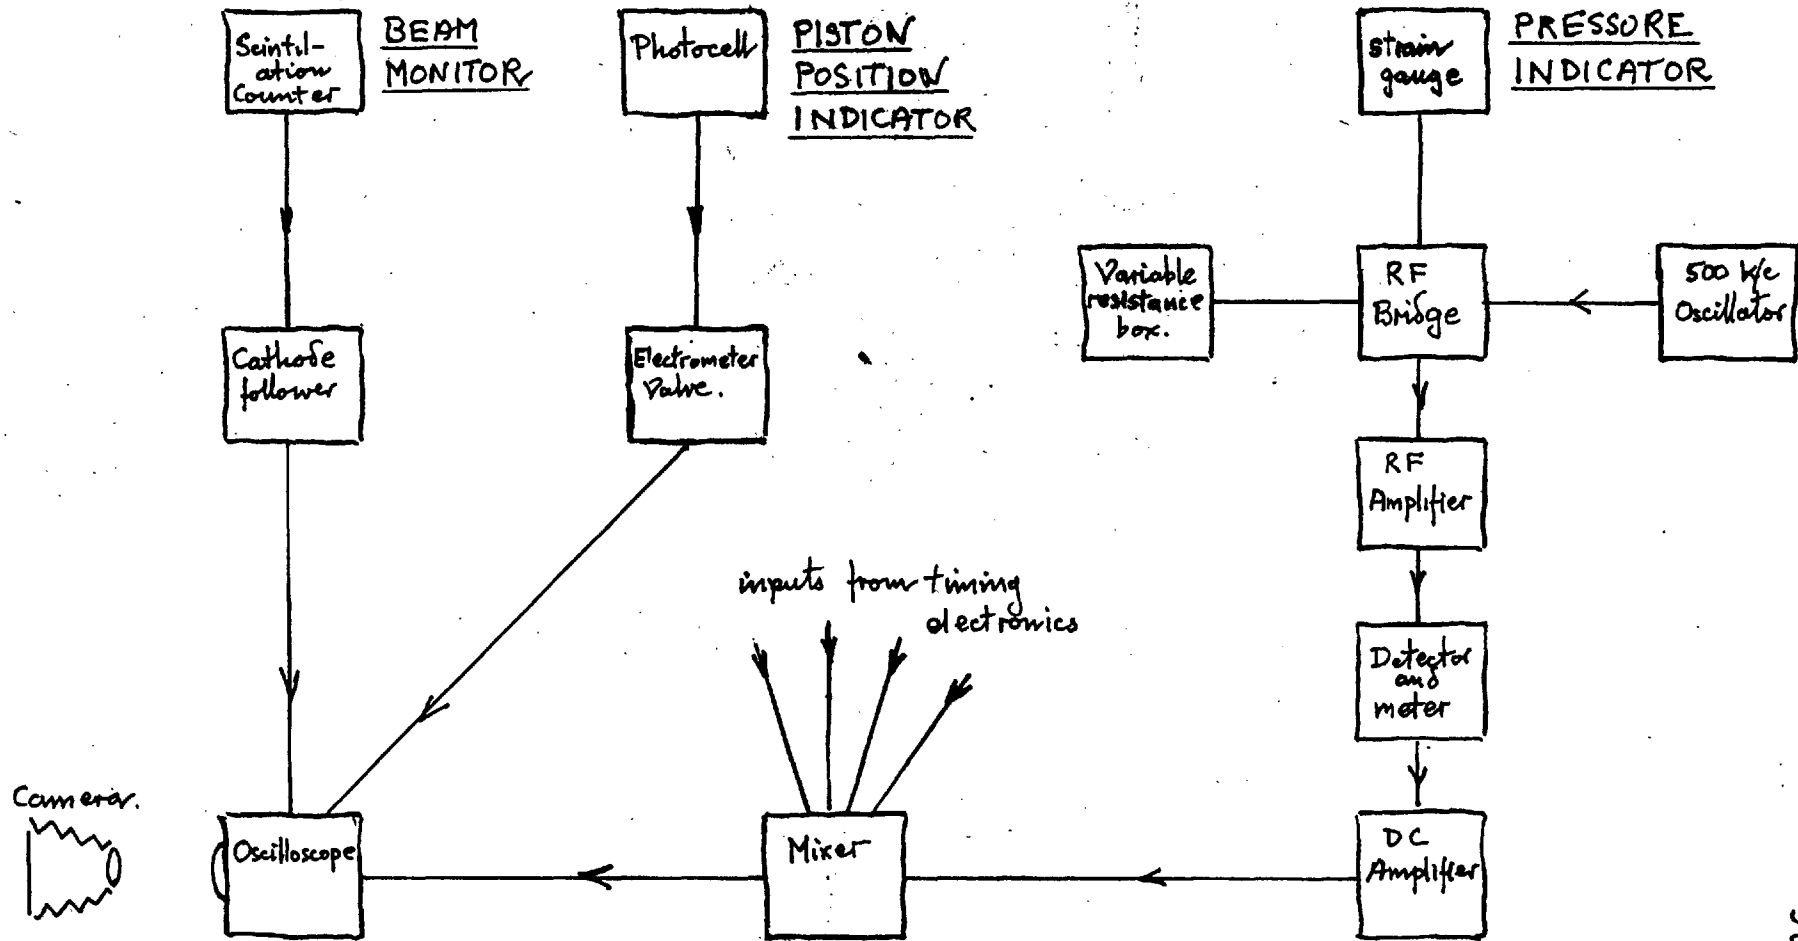 Scintil-
ation
Counter
BEAM
MONITOR
Photocell
PISTON
POSITION
INDICATOR
strain
gauge
PRESSURE
INDICATOR
Variable
resistance
box.
RF
Bridge
500 k/c
Oscillator
Cathode
follower
Electrometer
Valve.
RF
Amplifier
inputs from timing
electronics
Detector
and
meter
Camera.
Oscilloscope
Mixer
DC
Amplifier